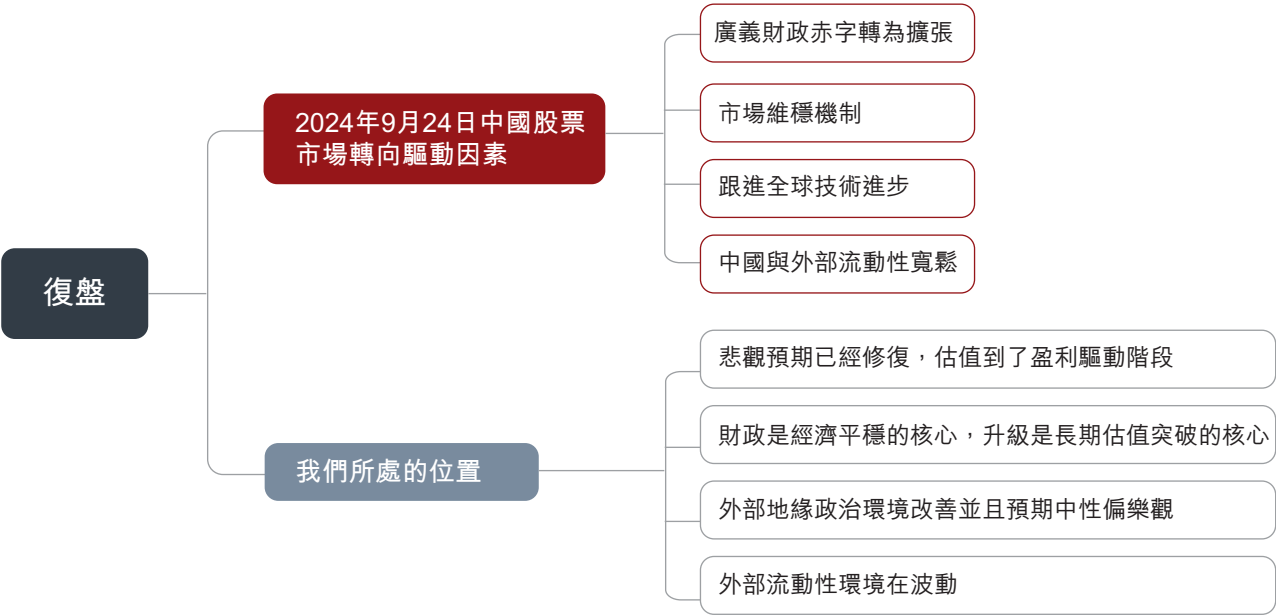 復盤
2024年9月24日中國股票
市場轉向驅動因素
廣義財政赤字轉為擴張
市場維穩機制
跟進全球技術進步
中國與外部流動性寬鬆
我們所處的位置
悲觀預期已經修復，估值到了盈利驅動階段
財政是經濟平穩的核心，升級是長期估值突破的核心
外部地緣政治環境改善並且預期中性偏樂觀
外部流動性環境在波動